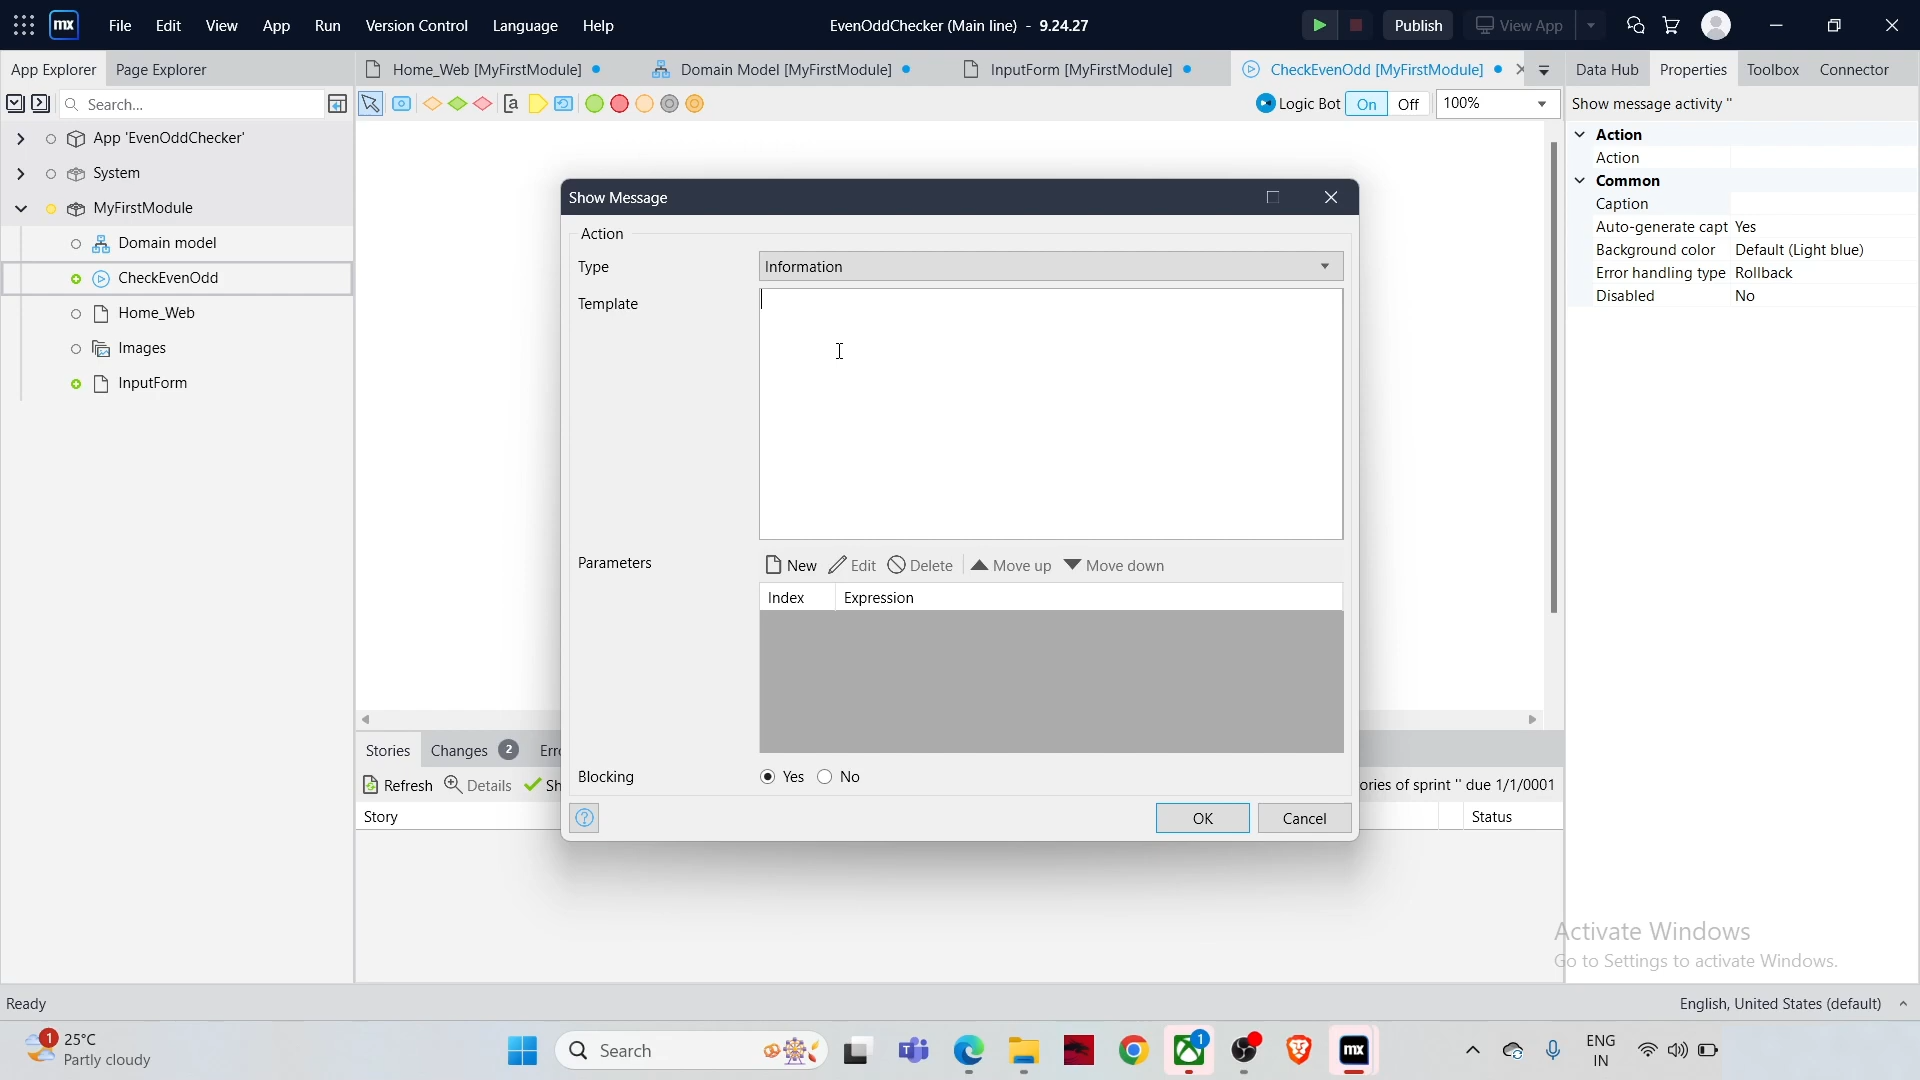 mx File Edit View App Run Version Control Language Help EvenOddChecker (Main line) - 9.24.27 Publish View App
App Explorer Page Explorer Home_Web [MyFirstModule] Domain Model [MyFirstModule] InputForm [MyFirstModule] CheckEvenOdd [MyFirstModule] Data Hub Properties Toolbox Connector
Search... [a Logic Bot On Off 100% Show message activity ''
App 'EvenOddChecker'
System
MyFirstModule
Domain model
CheckEvenOdd
Home_Web
Images
InputForm
Show Message
Action
Type Information
Template
Parameters New Edit Delete Move up Move down
Index Expression
Blocking Yes No
OK Cancel
Action
Action
Common
Caption
Auto-generate capt Yes
Background color Default (Light blue)
Error handling type Rollback
Disabled No
Stories Changes 2 Erro
Refresh Details Sh ories of sprint '' due 1/1/0001
Story Status
Activate Windows
Go to Settings to activate Windows.
Ready English, United States (default)
1 25°C
Partly cloudy
Search 1 mx
ENG
IN